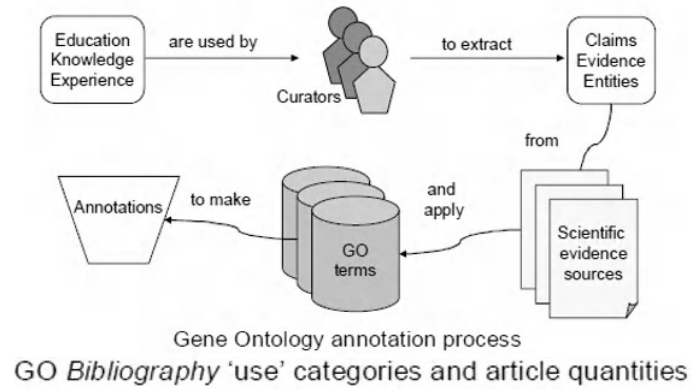 Education
Knowledge
Experience
are used by
Curators
to extract
Claims
Evidence
Entities
from
Scientific
evidence
sources
and
apply
GO
terms
to make
Annotations
Gene Ontology annotation process
GO Bibliography ‘use’ categories and article quantities